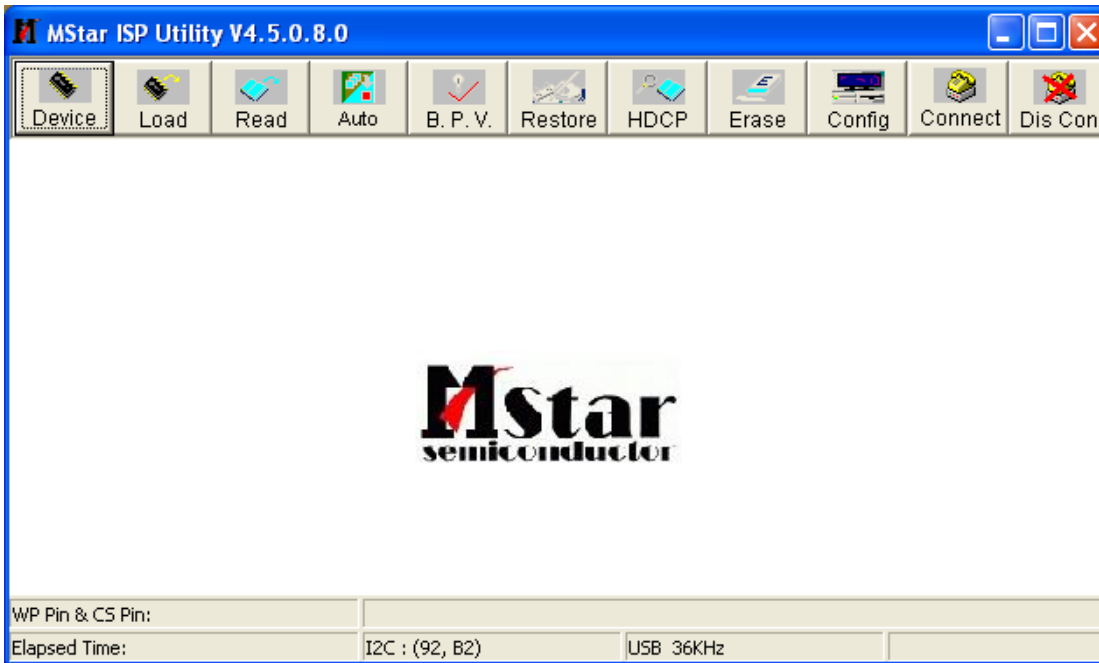 MStar ISP Utility V4.5.0.8.0
Device Load Read Auto B. P. V. Restore HDCP Erase Config Connect Dis Con
MStar
semiconductor
WP Pin & CS Pin:
Elapsed Time: I2C : (92, B2) USB 36KHz